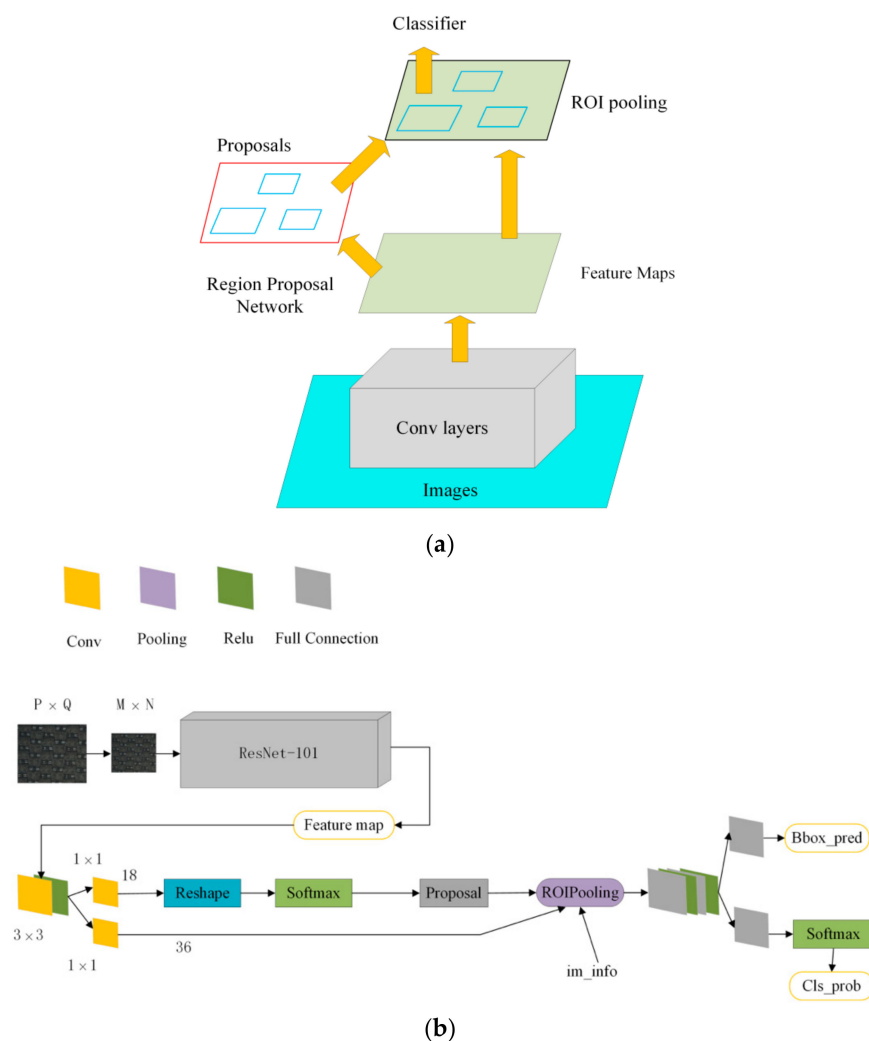 Classifier
ROI pooling
Proposals
Region Proposal
Network
Feature Maps
Conv layers
Images
(a)
Conv
Pooling
Relu
Full Connection
P × Q
M × N
ResNet-101
Feature map
1 × 1
18
Reshape
Softmax
Proposal
ROIPooling
Bbox_pred
3 × 3
1 × 1
36
im_info
Softmax
Cls_prob
(b)